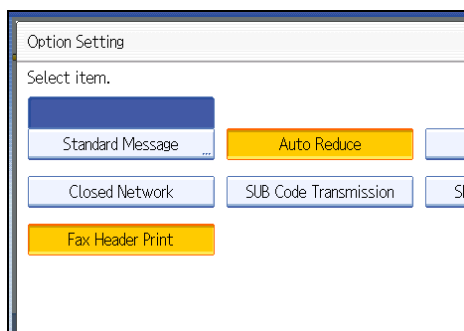 Option Setting
Select item.
Standard Message ...
Auto Reduce
Closed Network
SUB Code Transmission
Fax Header Print